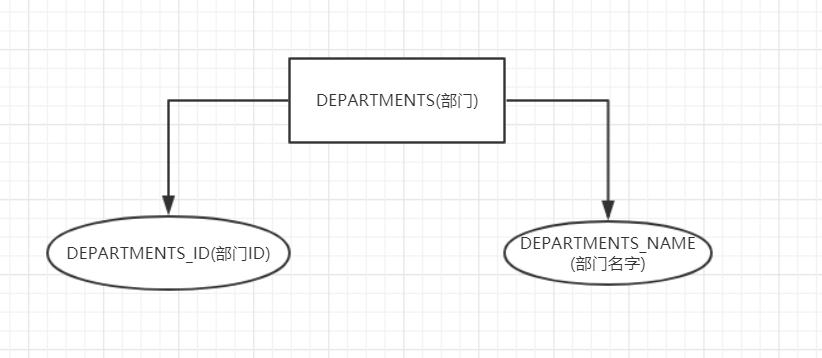 DEPARTMENTS(部门)
DEPARTMENTS_ID(部门ID)
DEPARTMENTS_NAME
(部门名字)